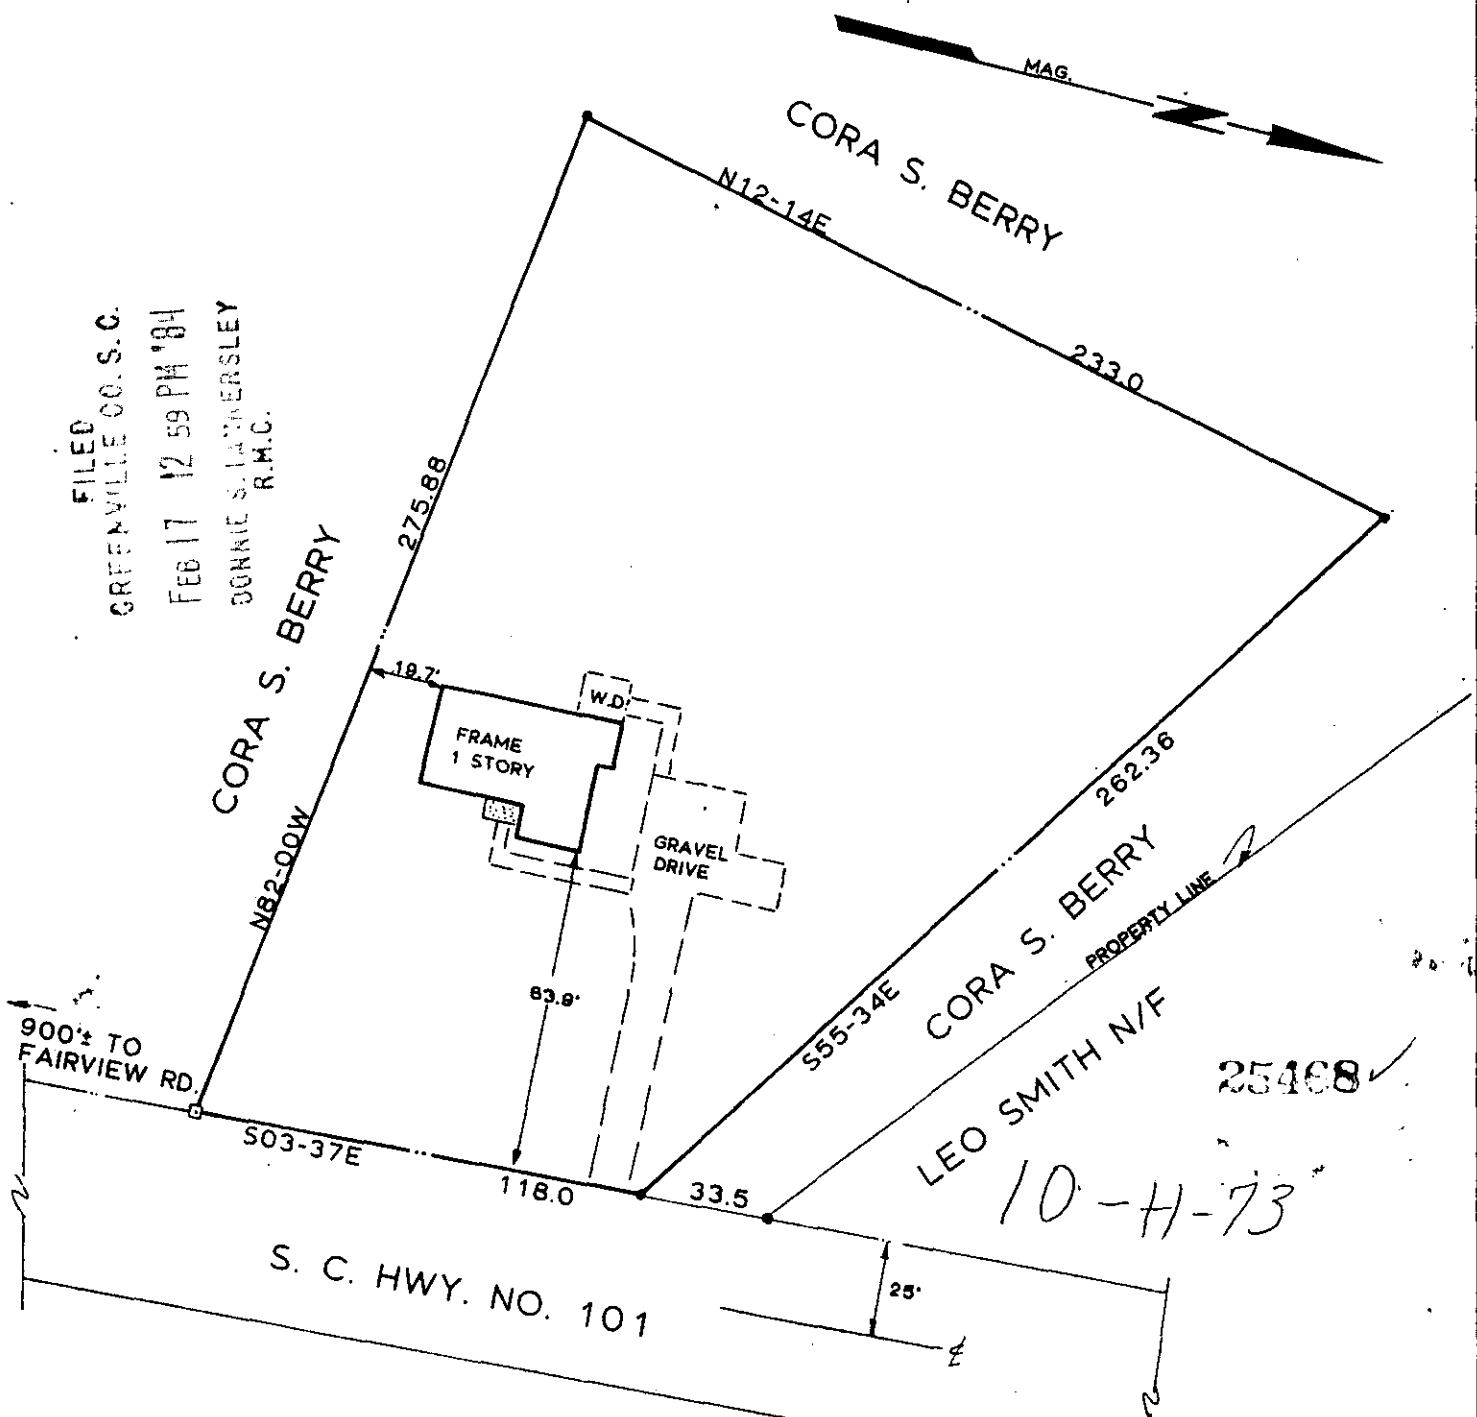 MAG.
N
CORA S. BERRY
N12-14E
233.0
FILED
GREENVILLE CO. S. C.
FEB 17 12 59 PM '84
DONNIE S. TANKERSLEY
R.M.C.
275.88
CORA S. BERRY
N82-00W
19.7'
W.D.
FRAME
1 STORY
GRAVEL
DRIVE
83.9'
262.36
S55-34E
CORA S. BERRY
PROPERTY LINE
LEO SMITH N/F
25468
10-H-73
900'± TO
FAIRVIEW RD.
S03-37E
118.0
33.5
S. C. HWY. NO. 101
25'
℄